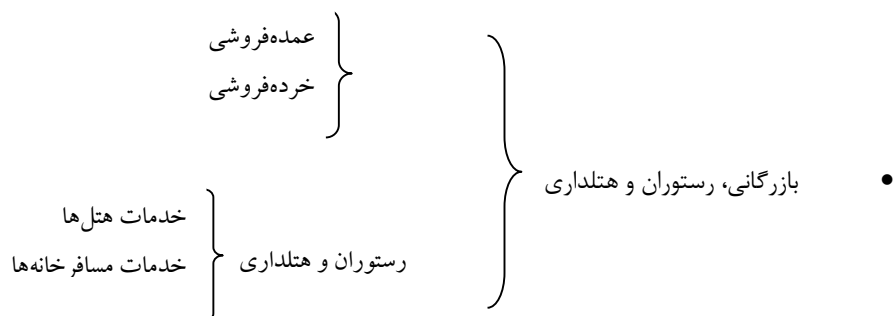 عمده‌فروشی
خرده‌فروشی
• بازرگانی، رستوران و هتلداری
رستوران و هتلداری
خدمات هتل‌ها
خدمات مسافرخانه‌ها